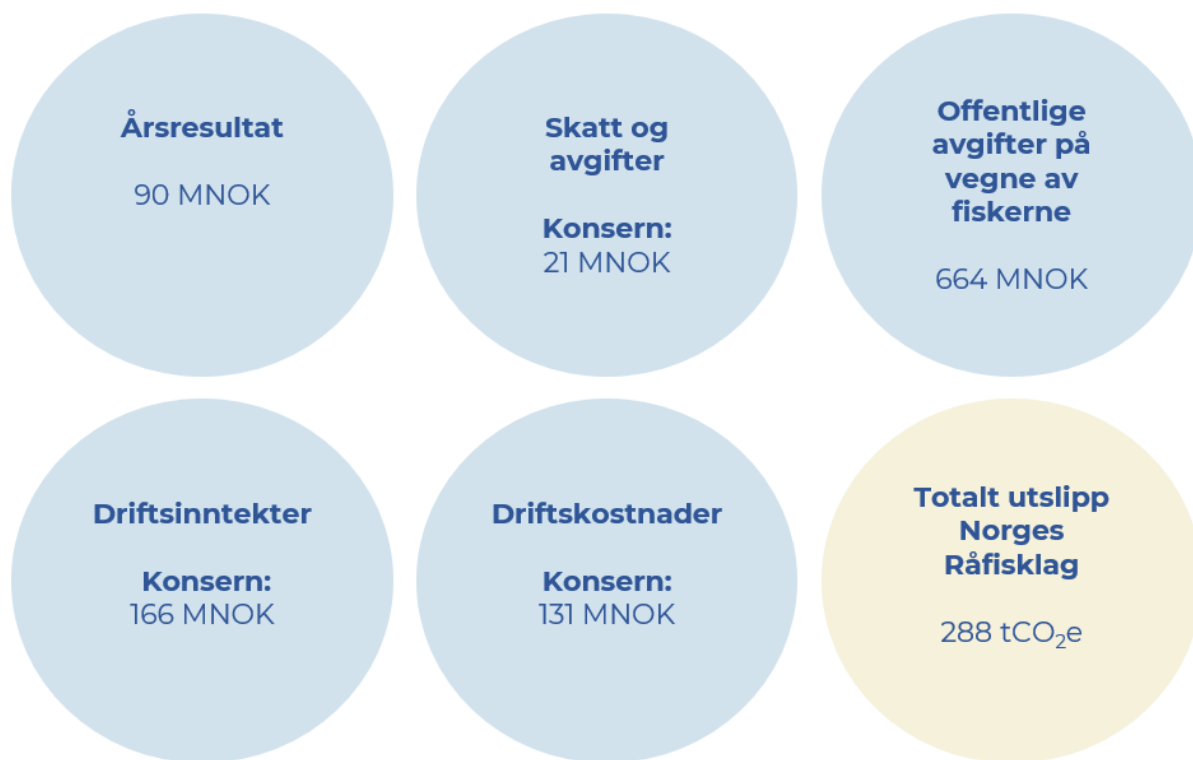 Årsresultat
90 MNOK
Skatt og
avgifter
Konsern:
21 MNOK
Offentlige
avgifter på
vegne av
fiskerne
664 MNOK
Driftsinntekter
Konsern:
166 MNOK
Driftskostnader
Konsern:
131 MNOK
Totalt utslipp
Norges
Råfisklag
288 tCO₂e